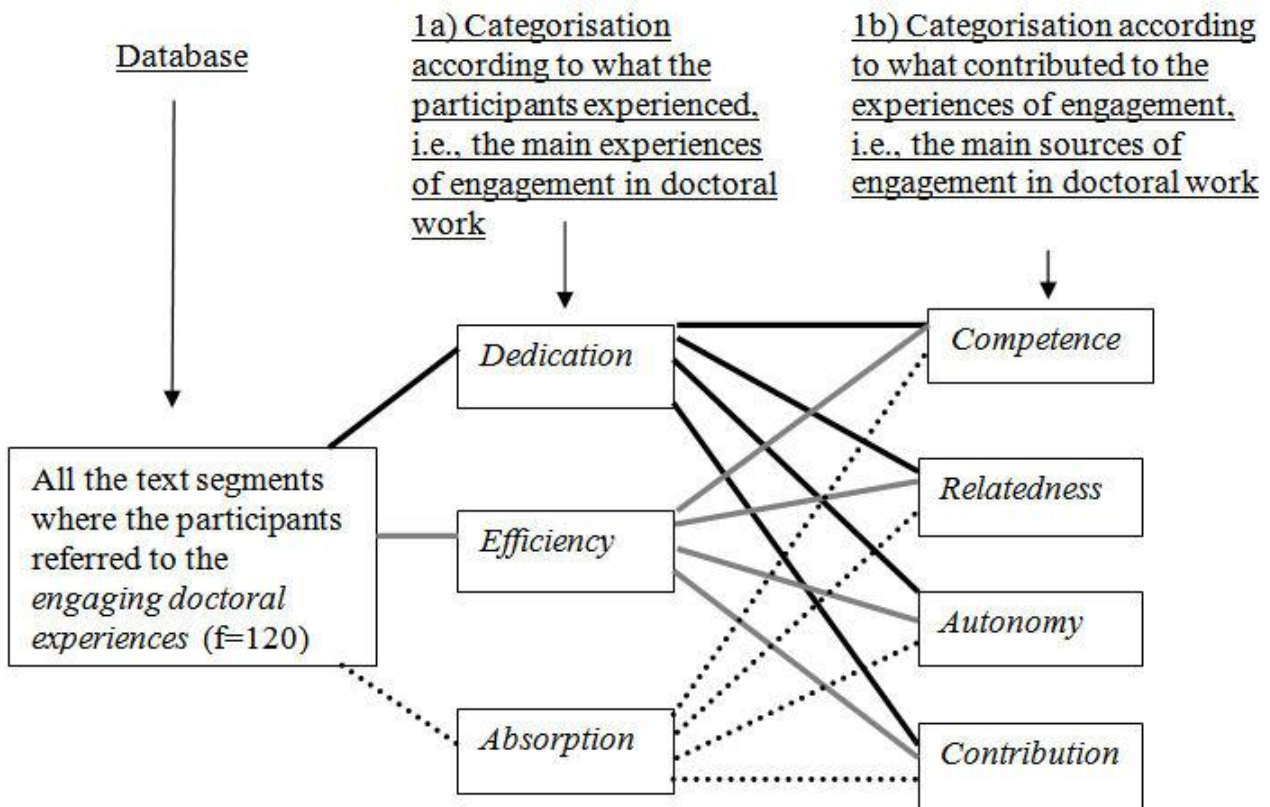 Database
1a) Categorisation
according to what the
participants experienced,
i.e., the main experiences
of engagement in doctoral
work
1b) Categorisation according
to what contributed to the
experiences of engagement,
i.e., the main sources of
engagement in doctoral work
All the text segments
where the participants
referred to the
engaging doctoral
experiences (f=120)
Dedication
Efficiency
Absorption
Competence
Relatedness
Autonomy
Contribution